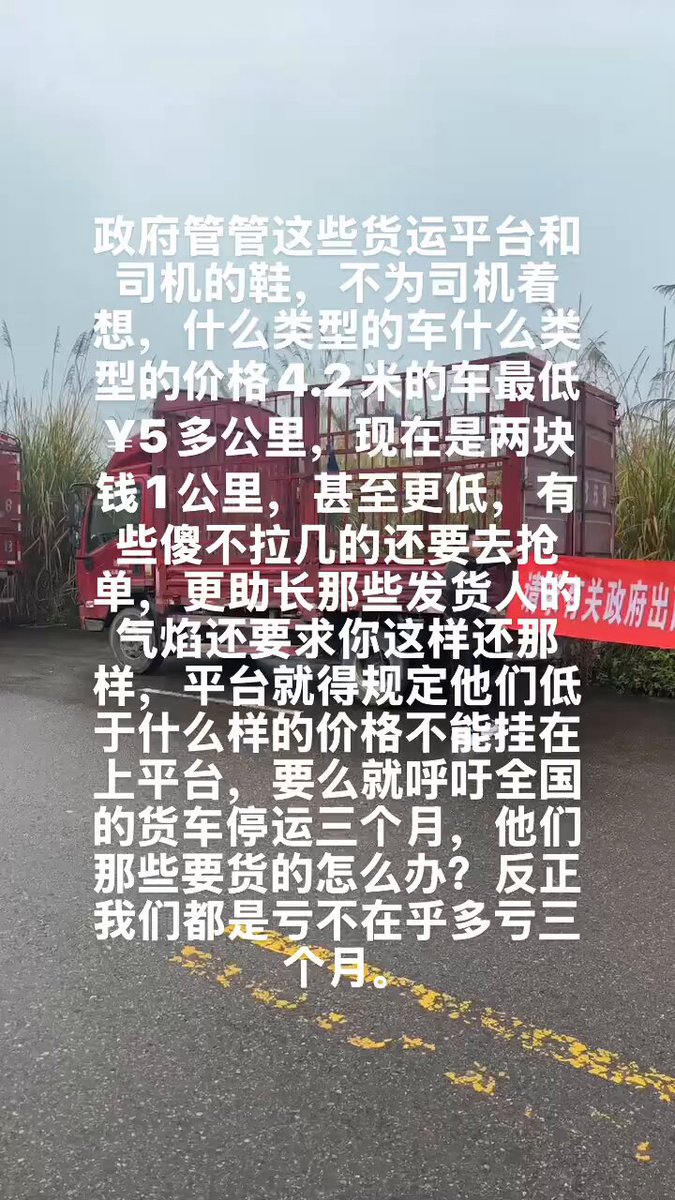 政府管管这些货运平台和
司机的鞋，不为司机着
想，什么类型的车什么类
型的价格4.2米的车最低
¥5多公里，现在是两块
钱1公里，甚至更低，有
些傻不拉几的还要去抢
单，更助长那些发货人的
气焰还要求你这样还那
样，平台就得规定他们低
于什么样的价格不能挂在
上平台，要么就呼吁全国
的货车停运三个月，他们
那些要货的怎么办？反正
我们都是亏不在乎多亏三
个月。
有关政府出